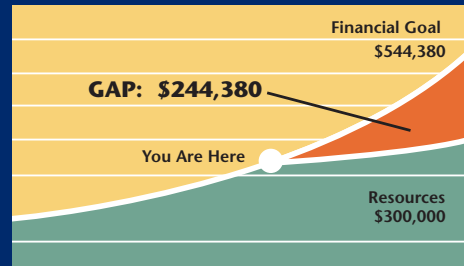 Financial Goal
$544,380
GAP: $244,380
You Are Here
Resources
$300,000